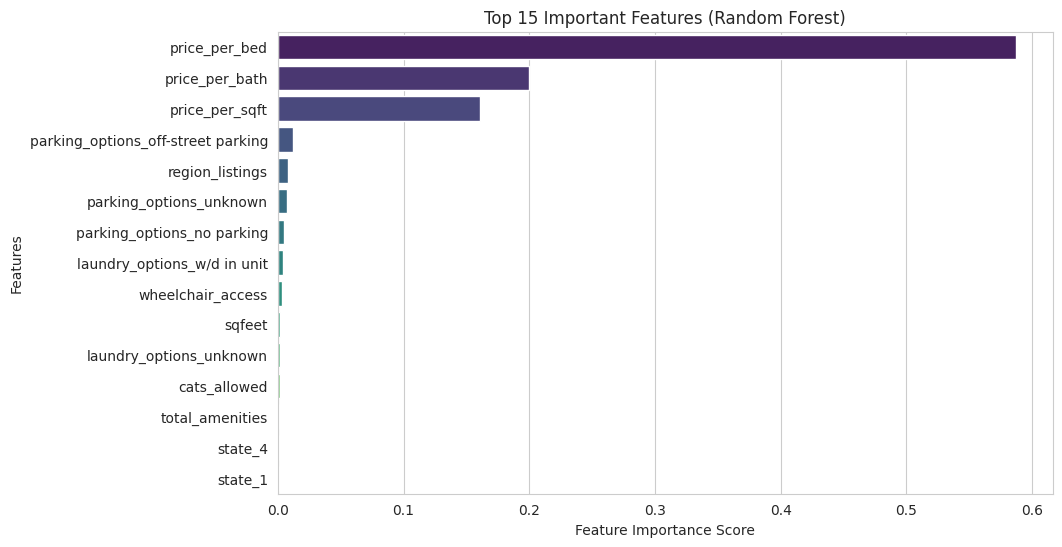 Top 15 Important Features (Random Forest)
price_per_bed
price_per_bath
price_per_sqft
parking_options_off-street parking
region_listings
parking_options_unknown
parking_options_no parking
laundry_options_w/d in unit
wheelchair_access
sqfeet
laundry_options_unknown
cats_allowed
total_amenities
state_4
state_1
Features
0.0 0.1 0.2 0.3 0.4 0.5 0.6
Feature Importance Score